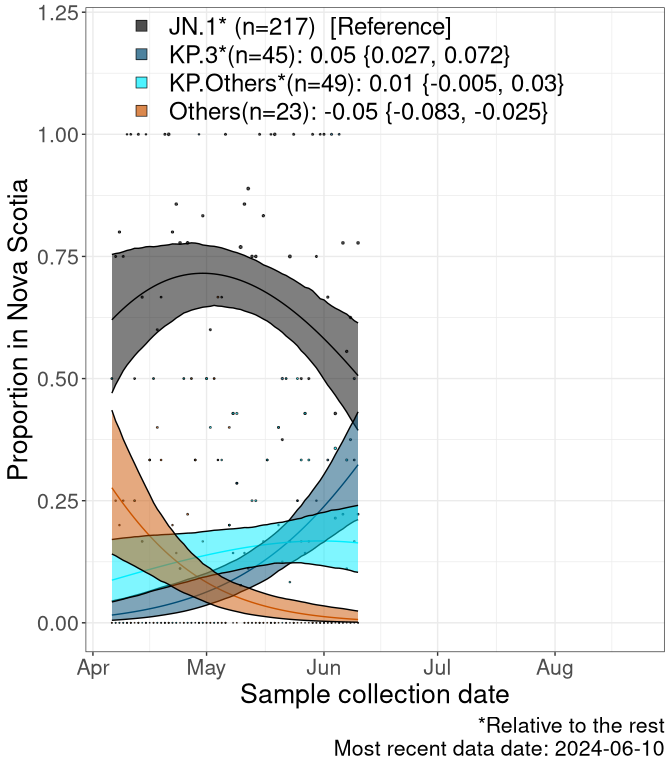 JN.1* (n=217)  [Reference]
KP.3*(n=45): 0.05 {0.027, 0.072}
KP.Others*(n=49): 0.01 {-0.005, 0.03}
Others(n=23): -0.05 {-0.083, -0.025}
1.25
1.00
0.75
0.50
0.25
0.00
Proportion in Nova Scotia
Apr May Jun Jul Aug
Sample collection date
*Relative to the rest
Most recent data date: 2024-06-10